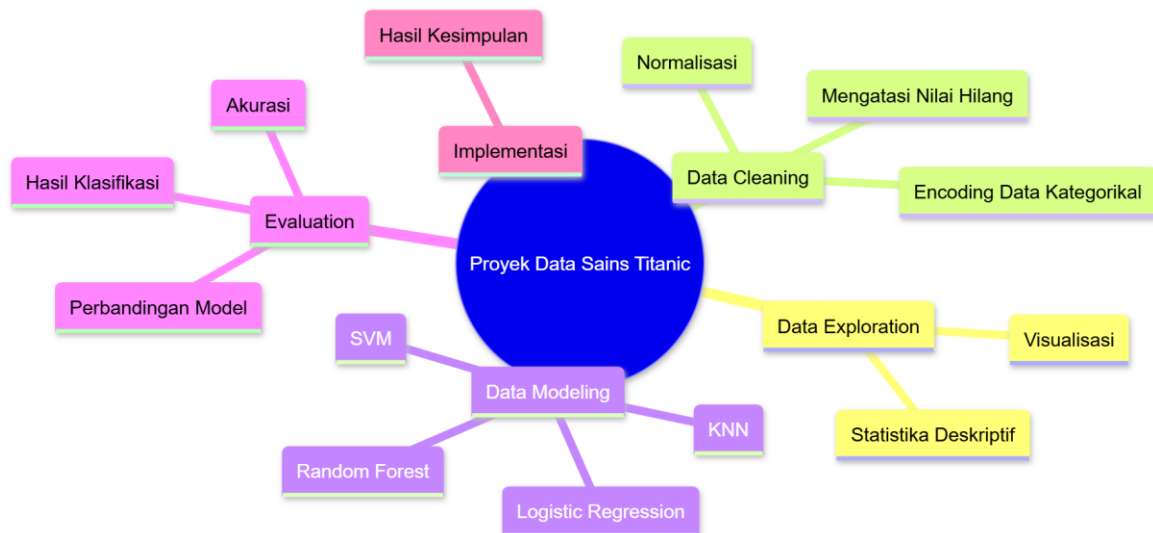 Hasil Kesimpulan
Implementasi
Normalisasi
Mengatasi Nilai Hilang
Data Cleaning
Encoding Data Kategorikal
Akurasi
Hasil Klasifikasi
Evaluation
Perbandingan Model
Proyek Data Sains Titanic
Data Exploration
Visualisasi
Statistika Deskriptif
SVM
Data Modeling
KNN
Random Forest
Logistic Regression